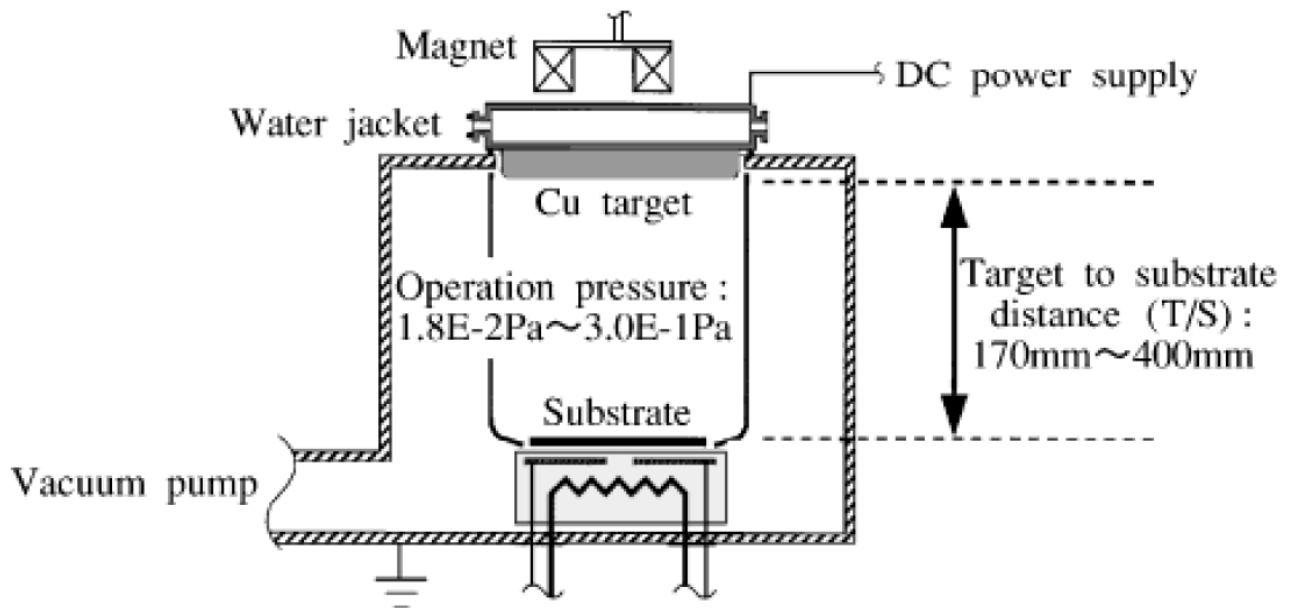 Magnet
DC power supply
Water jacket
Cu target
Operation pressure :
1.8E-2Pa～3.0E-1Pa
Target to substrate
distance (T/S) :
170mm～400mm
Substrate
Vacuum pump